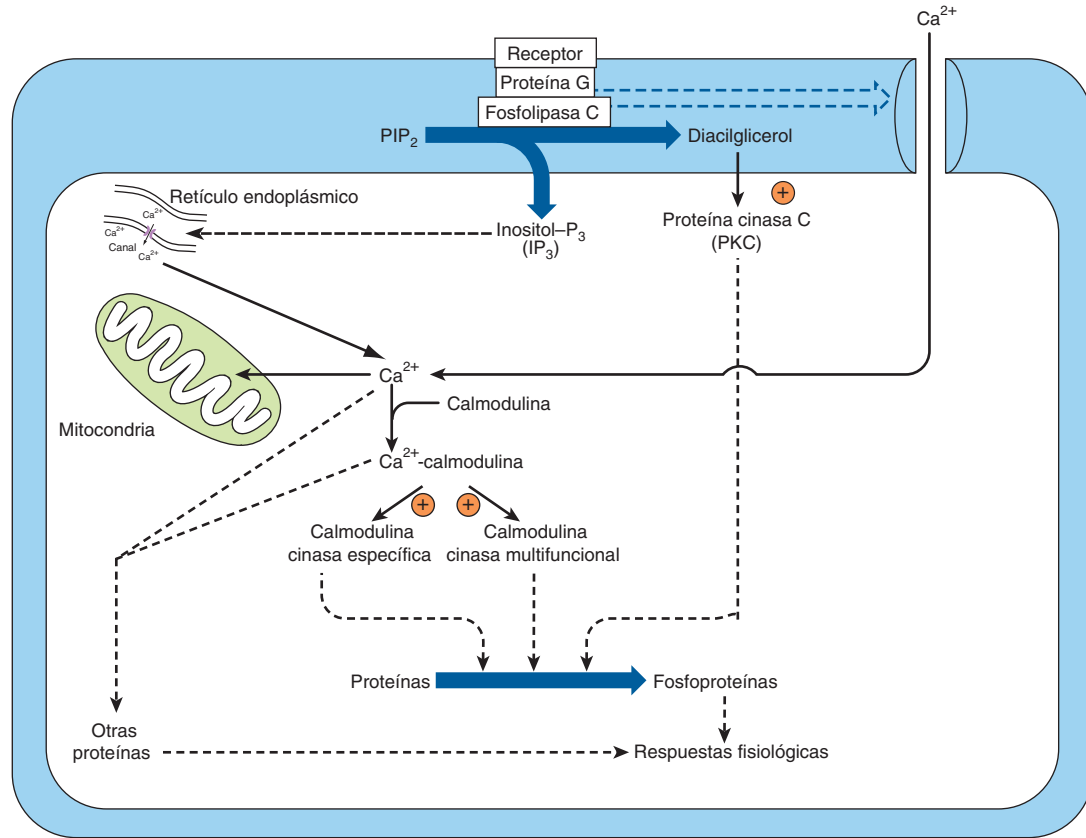 Ca²⁺
Receptor
Proteína G
Fosfolipasa C
PIP₂
Diacilglicerol
+
Retículo endoplásmico
Ca²⁺
Ca²⁺
Canal
Ca²⁺
Inositol–P₃
(IP₃)
Proteína cinasa C
(PKC)
Ca²⁺
Calmodulina
Mitocondria
Ca²⁺-calmodulina
+
+
Calmodulina
cinasa específica
Calmodulina
cinasa multifuncional
Proteínas
Fosfoproteínas
Otras
proteínas
Respuestas fisiológicas